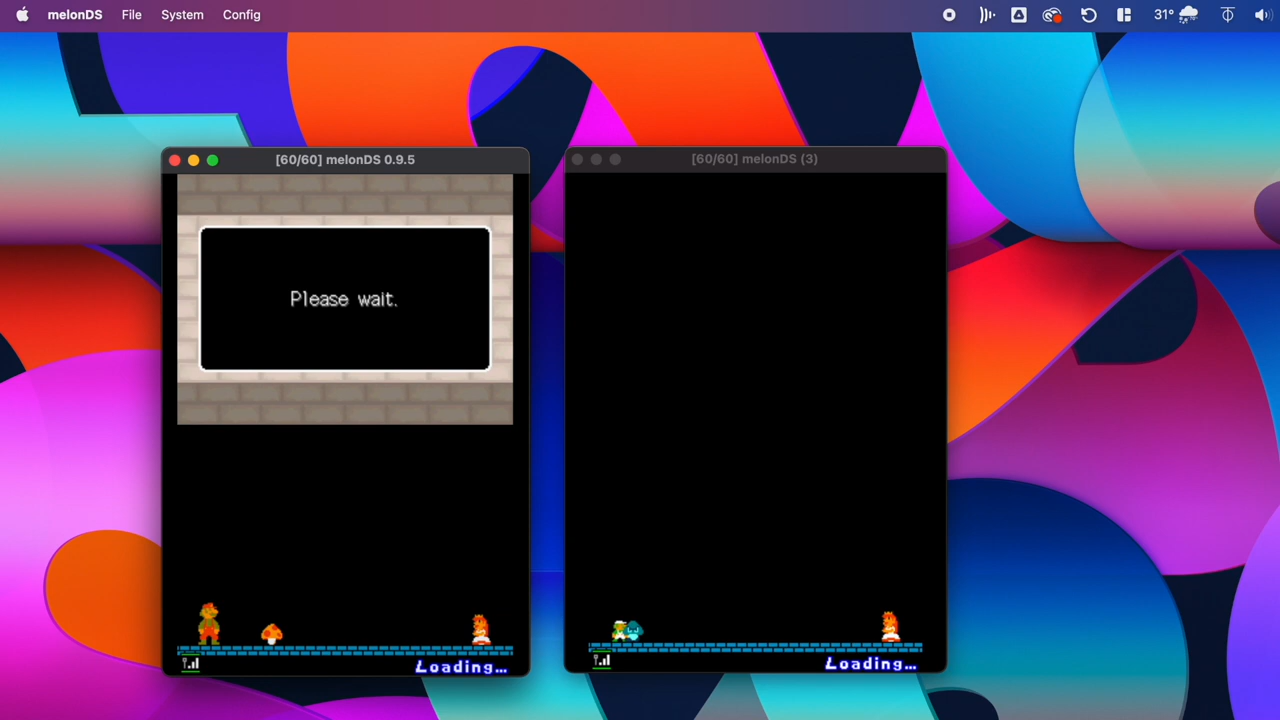 melonDS File System Config 31°
[60/60] melonDS 0.9.5
Please wait.
Loading...
[60/60] melonDS (3)
Loading...